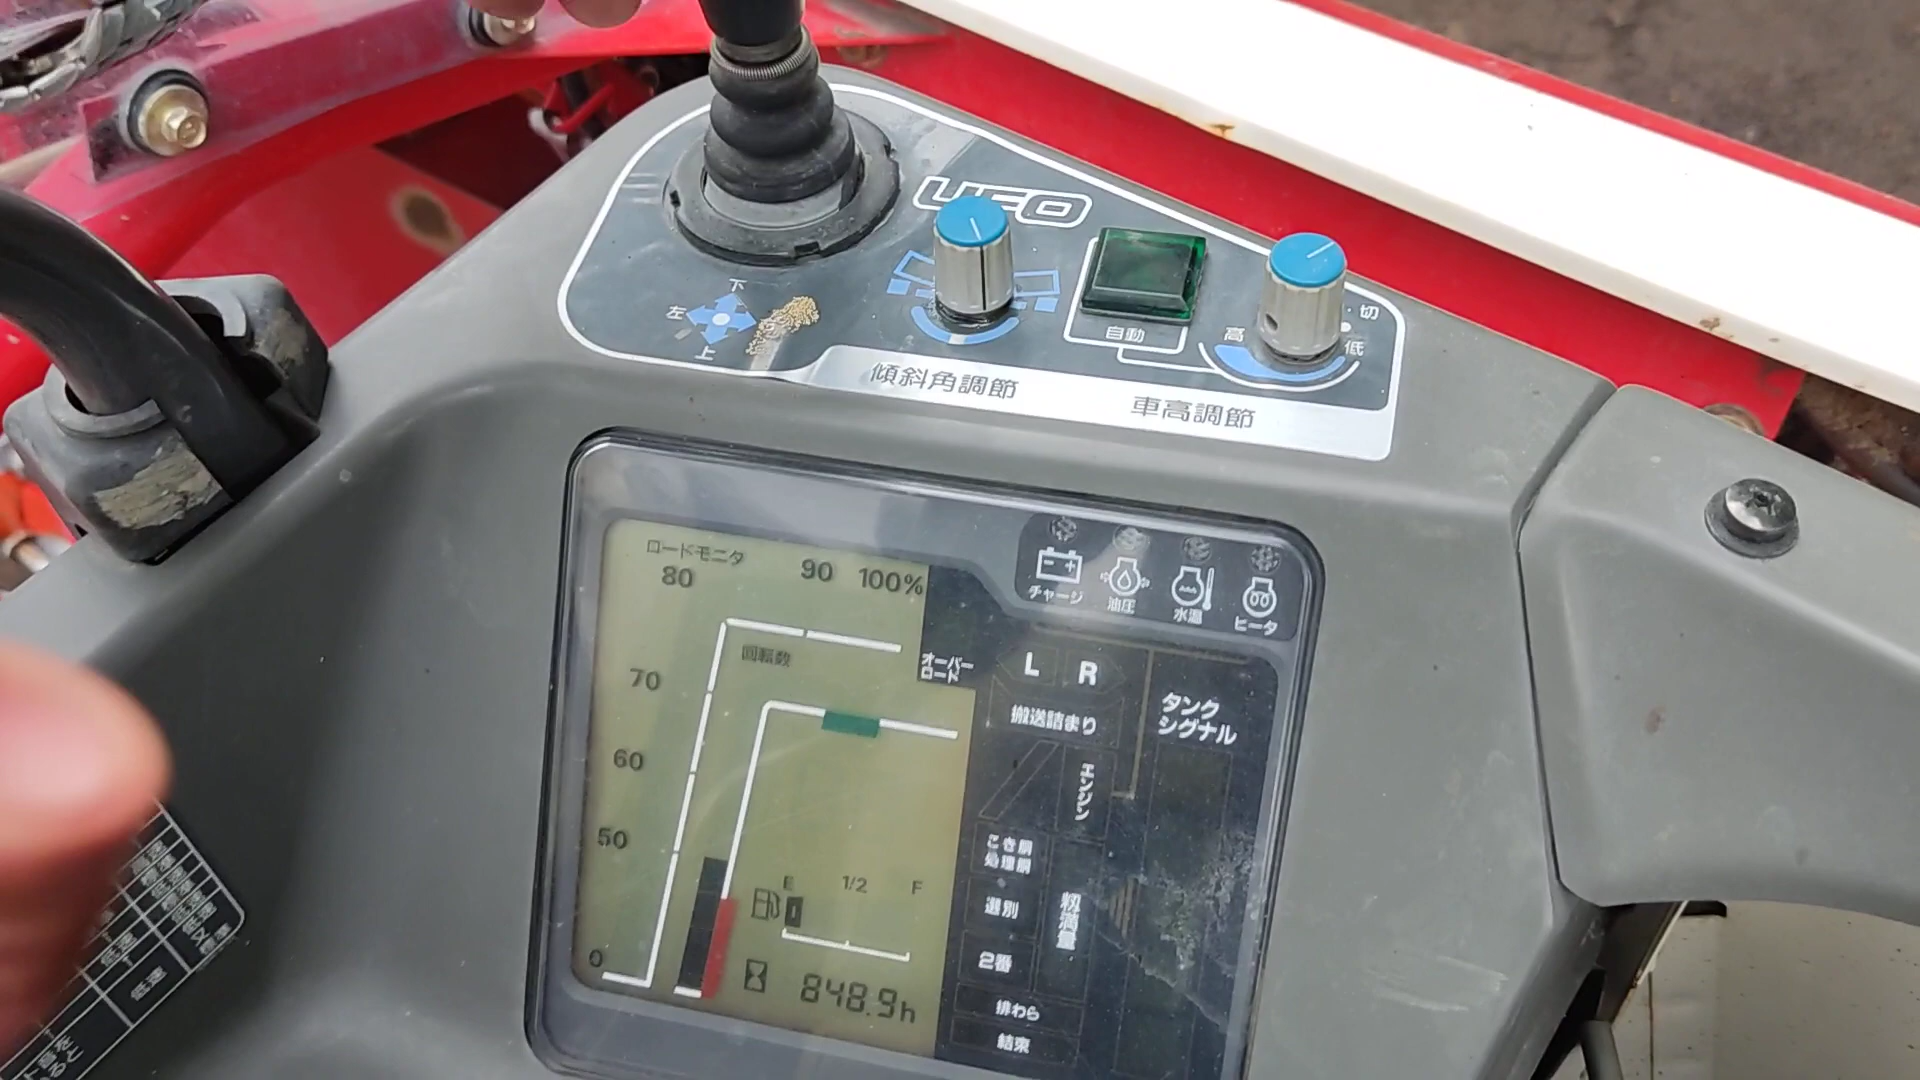 UFO
下
左
上
自動
高
切
低
傾斜角調節
車高調節
ロードモニタ
80 90 100%
チャージ
油圧
水温
ヒータ
回転数
オーバー
ロード
L R
70
搬送詰まり
タンク
シグナル
60
エンジン
50
こき胴
処理胴
E 1/2 F
選別
籾満量
0
2番
848.9h
排わら
結束
低速